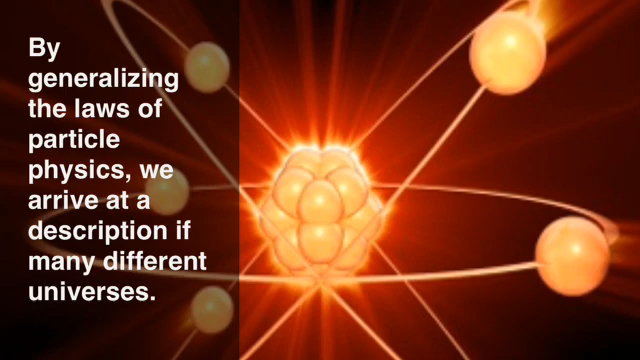 By
generalizing
the laws of
particle
physics, we
arrive at a
description if
many different
universes.